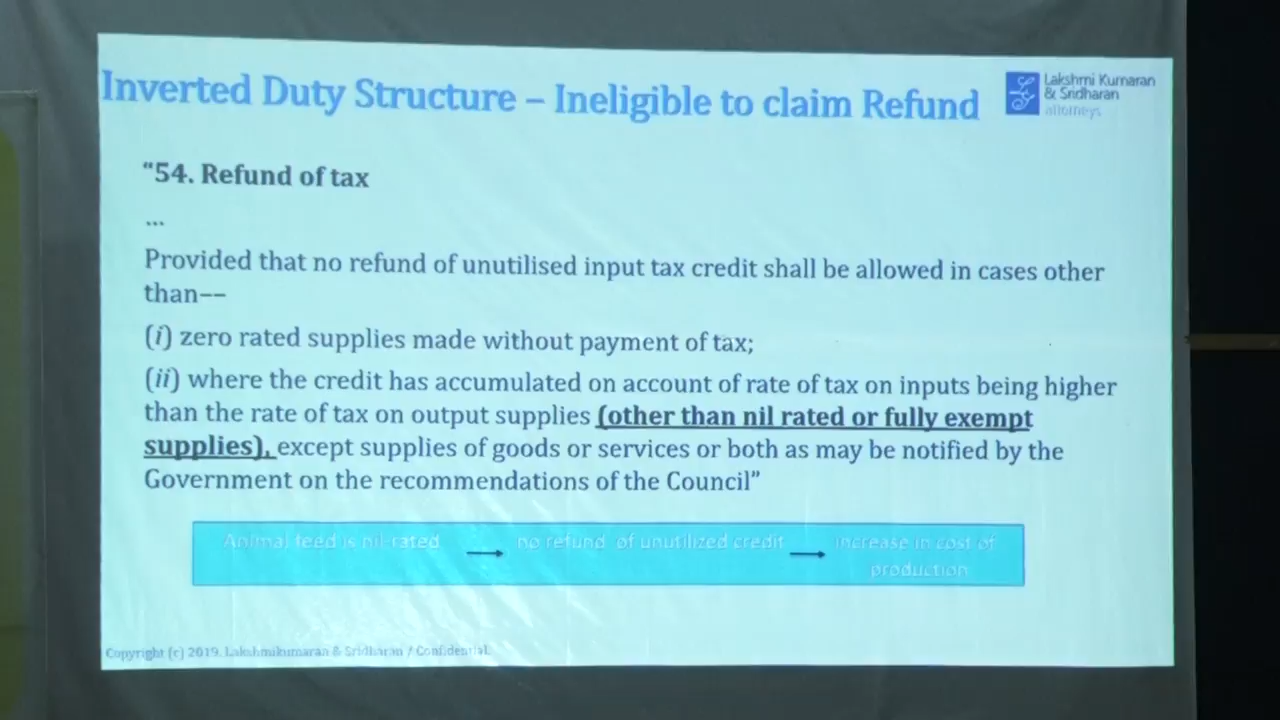 Inverted Duty Structure – Ineligible to claim Refund
Lakshmi Kumaran
& Sridharan
attorneys
“54. Refund of tax
...
Provided that no refund of unutilised input tax credit shall be allowed in cases other
than––
(i) zero rated supplies made without payment of tax;
(ii) where the credit has accumulated on account of rate of tax on inputs being higher
than the rate of tax on output supplies (other than nil rated or fully exempt
supplies), except supplies of goods or services or both as may be notified by the
Government on the recommendations of the Council”
Animal feed is nil-rated → no refund of unutilized credit → increase in cost of
production
Copyright (c) 2019. Lakshmikumaran & Sridharan / Confidential.